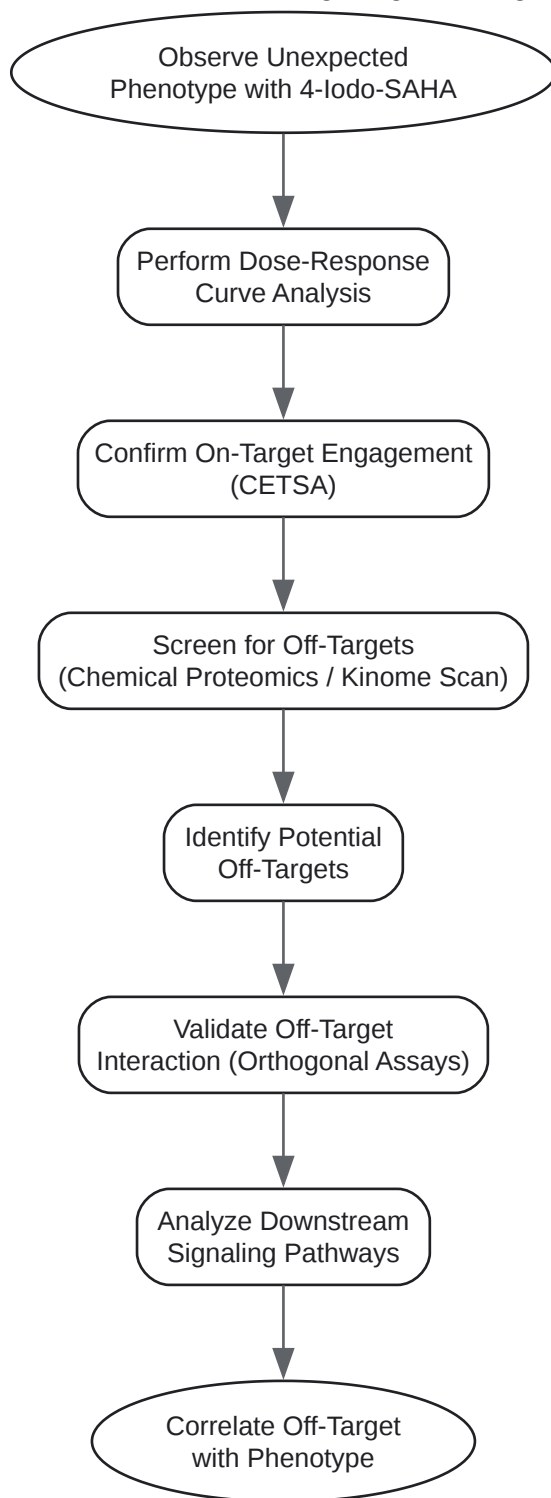 Observe Unexpected
Phenotype with 4-Iodo-SAHA
Perform Dose-Response
Curve Analysis
Confirm On-Target Engagement
(CETSA)
Screen for Off-Targets
(Chemical Proteomics / Kinome Scan)
Identify Potential
Off-Targets
Validate Off-Target
Interaction (Orthogonal Assays)
Analyze Downstream
Signaling Pathways
Correlate Off-Target
with Phenotype